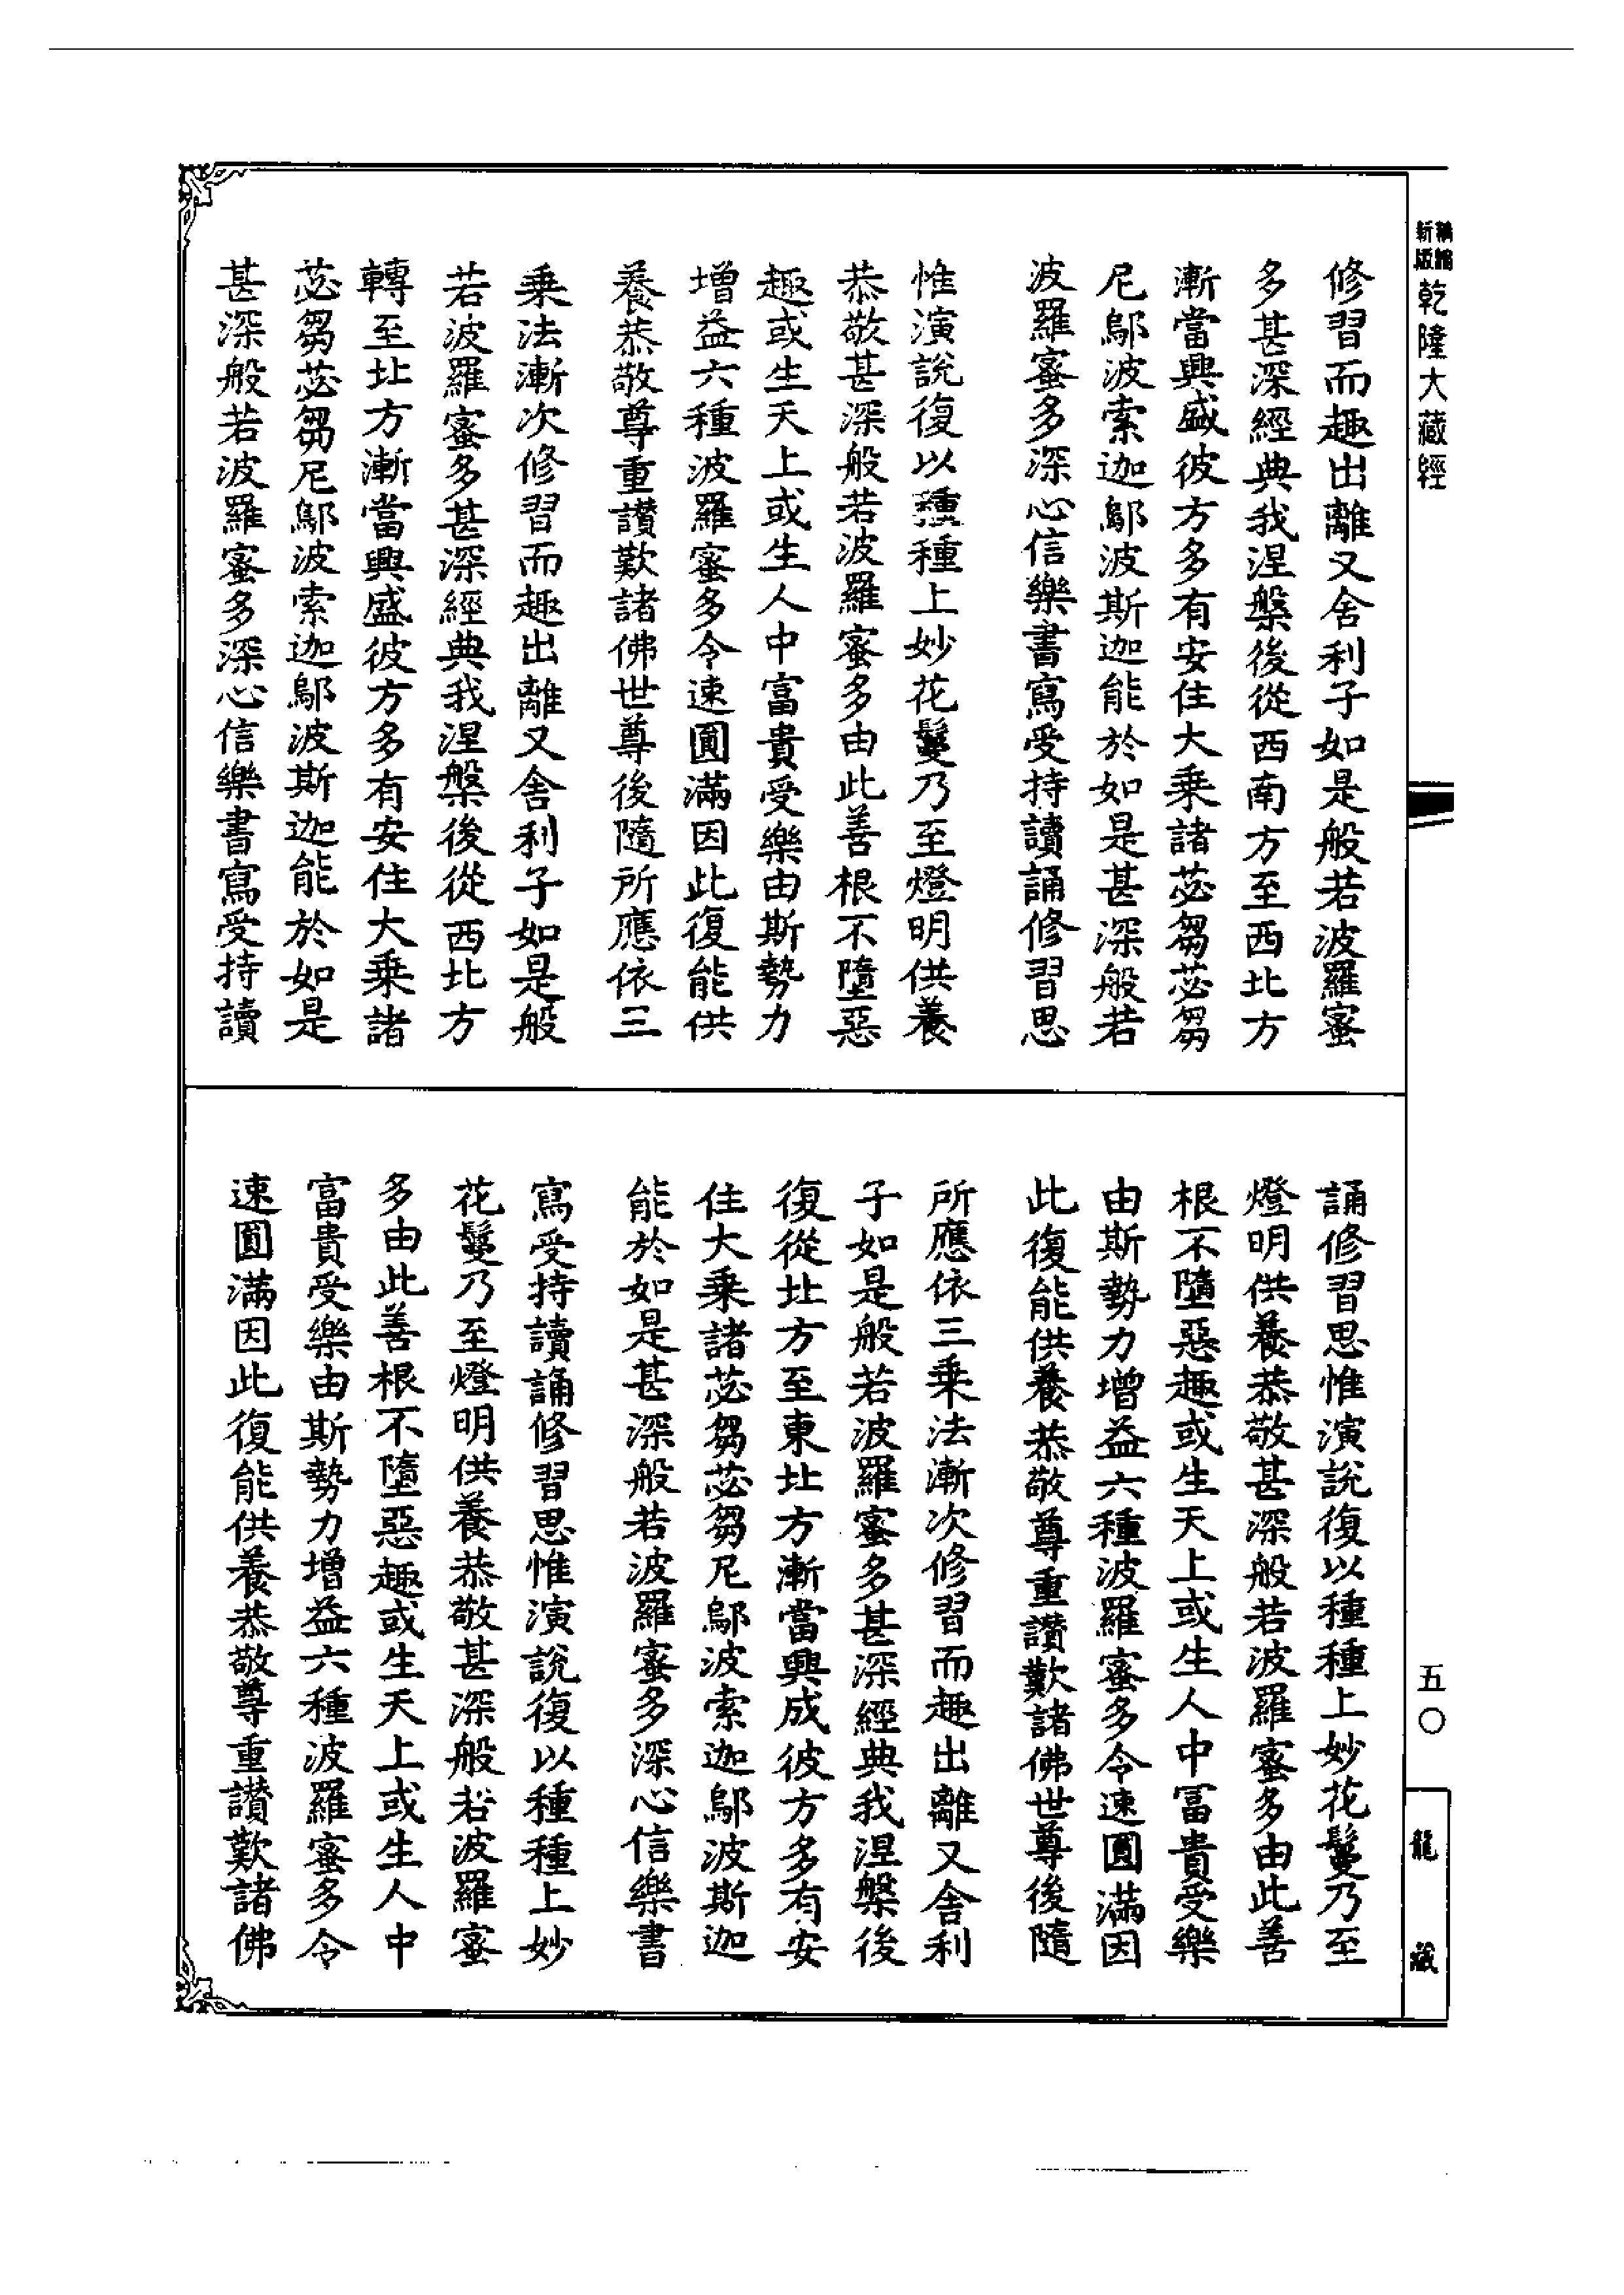 新編
縮版
乾隆大藏經
修習而趣出離又舍利子如是般若波羅蜜
多甚深經典我涅槃後從西南方至西北方
漸當興盛彼方多有安住大乘諸苾芻苾芻
尼鄔波索迦鄔波斯迦能於如是甚深般若
波羅蜜多深心信樂書寫受持讀誦修習思
惟演說復以種種上妙花鬘乃至燈明供養
恭敬甚深般若波羅蜜多由此善根不墮惡
趣或生天上或生人中富貴受樂由斯勢力
增益六種波羅蜜多令速圓滿因此復能供
養恭敬尊重讚歎諸佛世尊後隨所應依三
乘法漸次修習而趣出離又舍利子如是般
若波羅蜜多甚深經典我涅槃後從西北方
轉至北方漸當興盛彼方多有安住大乘諸
苾芻苾芻尼鄔波索迦鄔波斯迦能於如是
甚深般若波羅蜜多深心信樂書寫受持讀
誦修習思惟演說復以種種上妙花鬘乃至
燈明供養恭敬甚深般若波羅蜜多由此善
根不墮惡趣或生天上或生人中富貴受樂
由斯勢力增益六種波羅蜜多令速圓滿因
此復能供養恭敬尊重讚歎諸佛世尊後隨
所應依三乘法漸次修習而趣出離又舍利
子如是般若波羅蜜多甚深經典我涅槃後
復從北方至東北方漸當興成彼方多有安
住大乘諸苾芻苾芻尼鄔波索迦鄔波斯迦
能於如是甚深般若波羅蜜多深心信樂書
寫受持讀誦修習思惟演說復以種種上妙
花鬘乃至燈明供養恭敬甚深般若波羅蜜
多由此善根不墮惡趣或生天上或生人中
富貴受樂由斯勢力增益六種波羅蜜多令
速圓滿因此復能供養恭敬尊重讚歎諸佛
五〇
龍藏